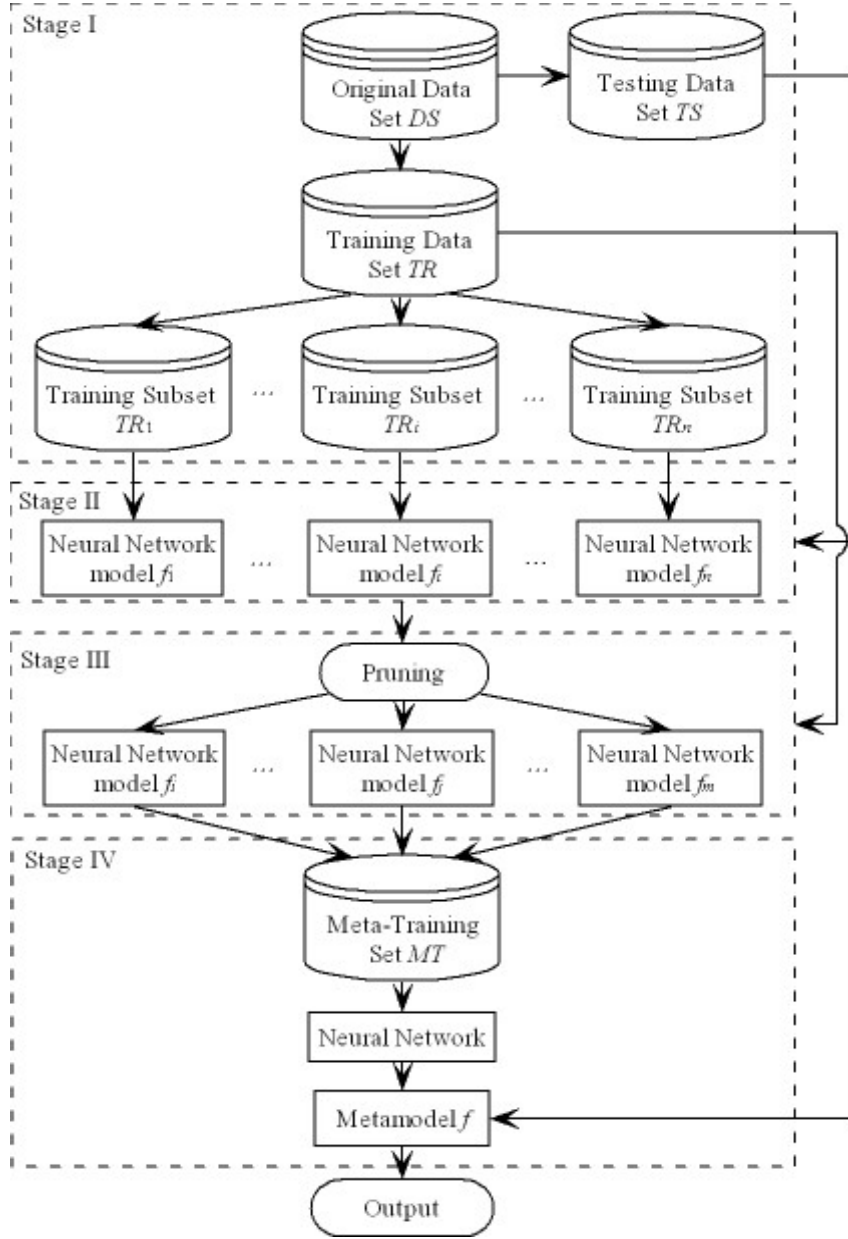 Stage I
Original Data
Set DS
Testing Data
Set TS
Training Data
Set TR
Training Subset
TR1
...
Training Subset
TRi
...
Training Subset
TRn
Stage II
Neural Network
model f1
...
Neural Network
model fi
...
Neural Network
model fn
Stage III
Pruning
Neural Network
model fi
...
Neural Network
model fj
...
Neural Network
model fm
Stage IV
Meta-Training
Set MT
Neural Network
Metamodel f
Output